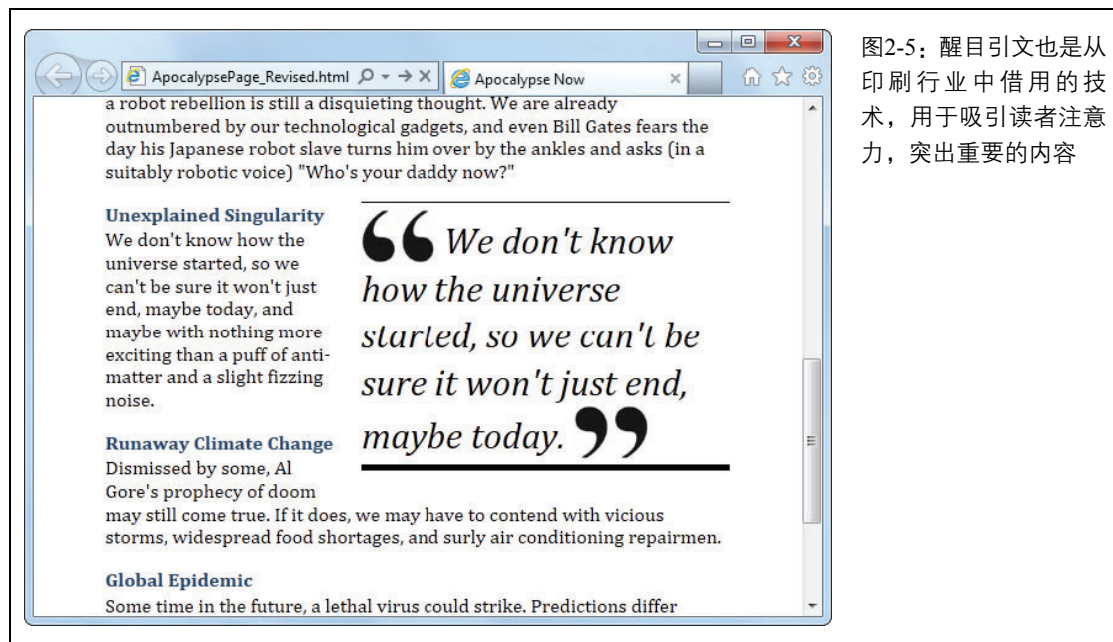 ApocalypsePage_Revised.html
Apocalypse Now
a robot rebellion is still a disquieting thought. We are already
outnumbered by our technological gadgets, and even Bill Gates fears the
day his Japanese robot slave turns him over by the ankles and asks (in a
suitably robotic voice) "Who's your daddy now?"
Unexplained Singularity
We don't know how the
universe started, so we
can't be sure it won't just
end, maybe today, and
maybe with nothing more
exciting than a puff of anti-
matter and a slight fizzing
noise.
❝ We don't know
how the universe
started, so we can't be
sure it won't just end,
maybe today. ❞
Runaway Climate Change
Dismissed by some, Al
Gore's prophecy of doom
may still come true. If it does, we may have to contend with vicious
storms, widespread food shortages, and surly air conditioning repairmen.
Global Epidemic
Some time in the future, a lethal virus could strike. Predictions differ
图2-5：醒目引文也是从
印刷行业中借用的技
术，用于吸引读者注意
力，突出重要的内容